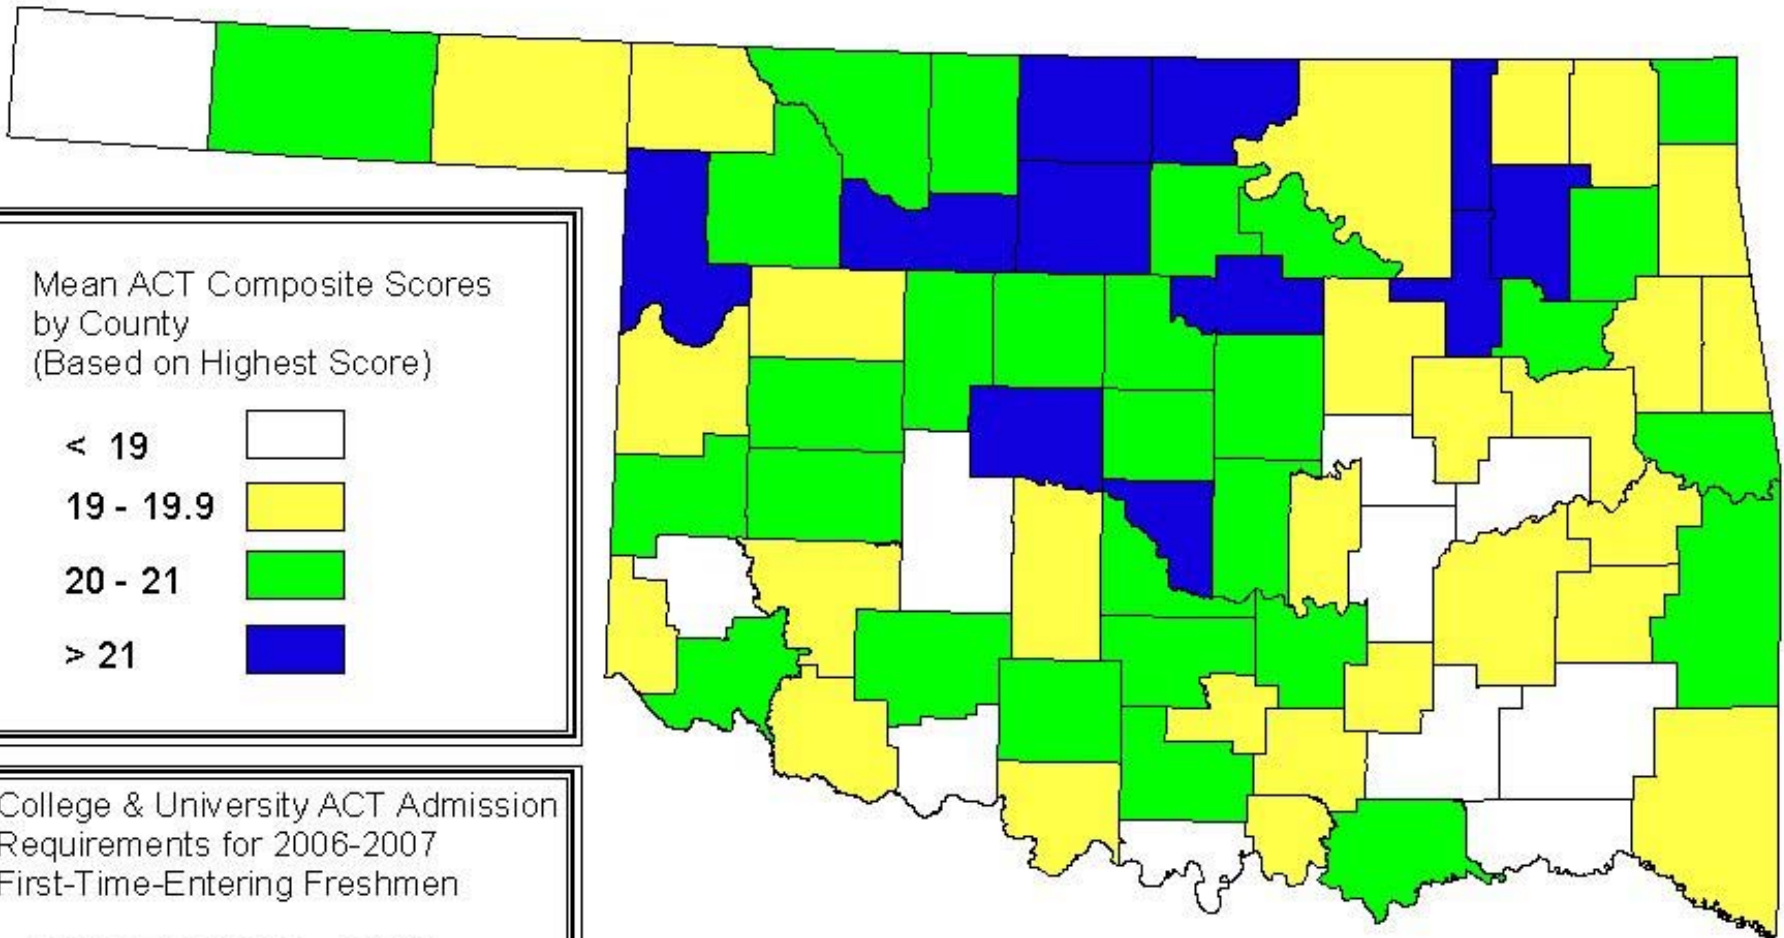 Mean ACT Composite Scores
by County
(Based on Highest Score)
< 19
19 - 19.9
20 - 21
> 21
College & University ACT Admission
Requirements for 2006-2007
First-Time-Entering Freshmen